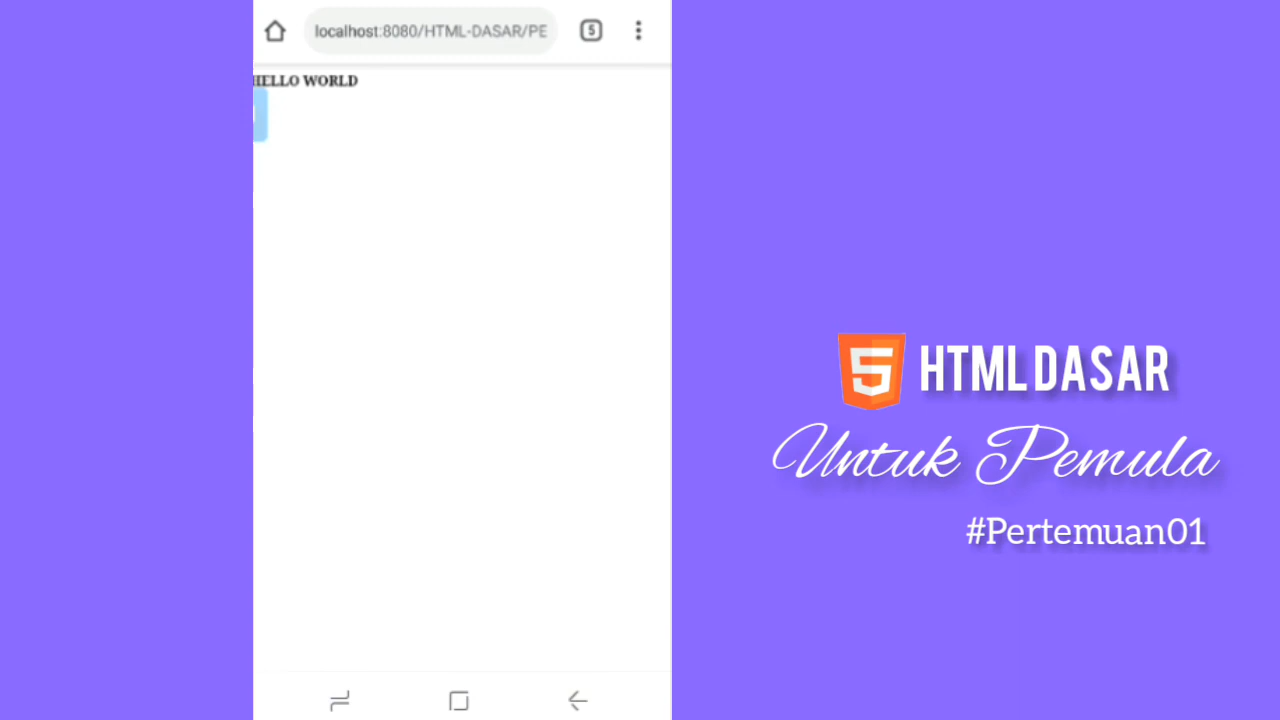 localhost:8080/HTML-DASAR/PE
5
HELLO WORLD
5 HTML DASAR
Untuk Pemula
#Pertemuan01